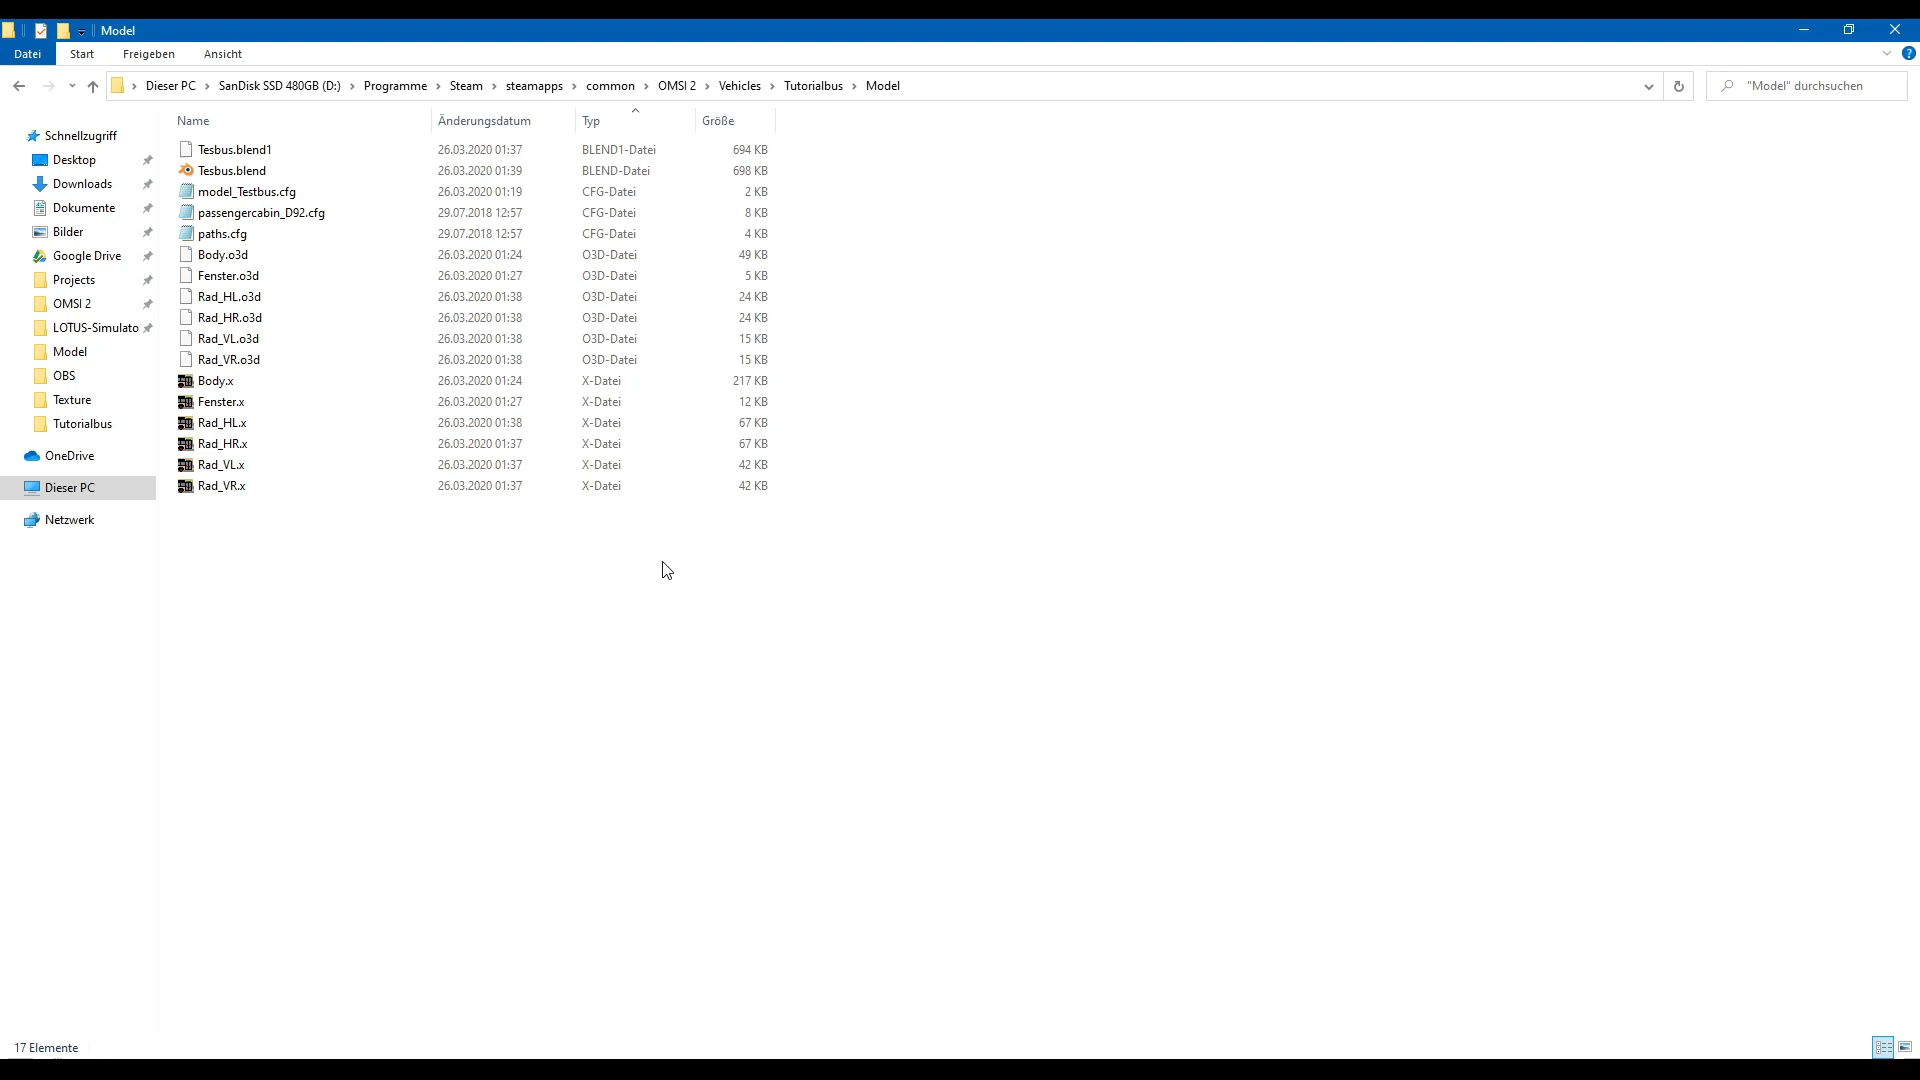 Model
Datei Start Freigeben Ansicht
Dieser PC SanDisk SSD 480GB (D:) Programme Steam steamapps common OMSI 2 Vehicles Tutorialbus Model "Model" durchsuchen
Name Änderungsdatum Typ Größe
Schnellzugriff
Desktop
Downloads
Dokumente
Bilder
Google Drive
Projects
OMSI 2
LOTUS-Simulato
Model
OBS
Texture
Tutorialbus
OneDrive
Dieser PC
Netzwerk
Tesbus.blend1 26.03.2020 01:37 BLEND1-Datei 694 KB
Tesbus.blend 26.03.2020 01:39 BLEND-Datei 698 KB
model_Testbus.cfg 26.03.2020 01:19 CFG-Datei 2 KB
passengercabin_D92.cfg 29.07.2018 12:57 CFG-Datei 8 KB
paths.cfg 29.07.2018 12:57 CFG-Datei 4 KB
Body.o3d 26.03.2020 01:24 O3D-Datei 49 KB
Fenster.o3d 26.03.2020 01:27 O3D-Datei 5 KB
Rad_HL.o3d 26.03.2020 01:38 O3D-Datei 24 KB
Rad_HR.o3d 26.03.2020 01:38 O3D-Datei 24 KB
Rad_VL.o3d 26.03.2020 01:38 O3D-Datei 15 KB
Rad_VR.o3d 26.03.2020 01:38 O3D-Datei 15 KB
Body.x 26.03.2020 01:24 X-Datei 217 KB
Fenster.x 26.03.2020 01:27 X-Datei 12 KB
Rad_HL.x 26.03.2020 01:38 X-Datei 67 KB
Rad_HR.x 26.03.2020 01:37 X-Datei 67 KB
Rad_VL.x 26.03.2020 01:37 X-Datei 42 KB
Rad_VR.x 26.03.2020 01:37 X-Datei 42 KB
17 Elemente